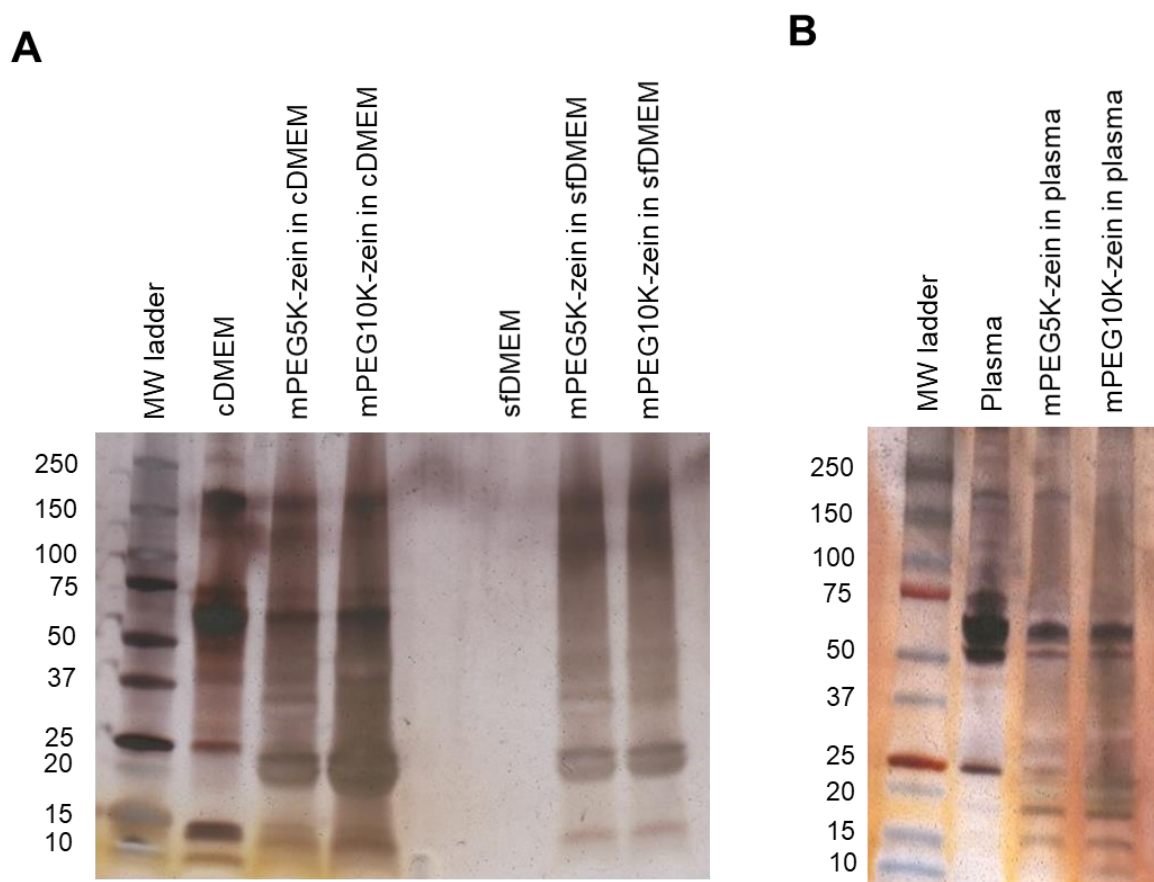 A
MW ladder
cDMEM
mPEG5K-zein in cDMEM
mPEG10K-zein in cDMEM
sfDMEM
mPEG5K-zein in sfDMEM
mPEG10K-zein in sfDMEM
250
150
100
75
50
37
25
20
15
10
B
MW ladder
Plasma
mPEG5K-zein in plasma
mPEG10K-zein in plasma
250
150
100
75
50
37
25
20
15
10